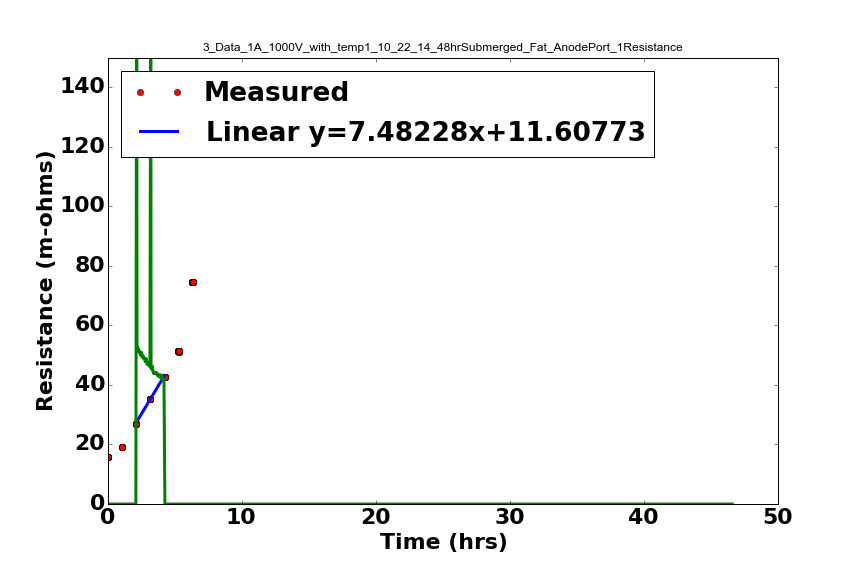 3_Data_1A_1000V_with_temp1_10_22_14_48hrSubmerged_Fat_AnodePort_1Resistance
Measured
Linear y=7.48228x+11.60773
Resistance (m-ohms)
140
120
100
80
60
40
20
0
0 10 20 30 40 50
Time (hrs)